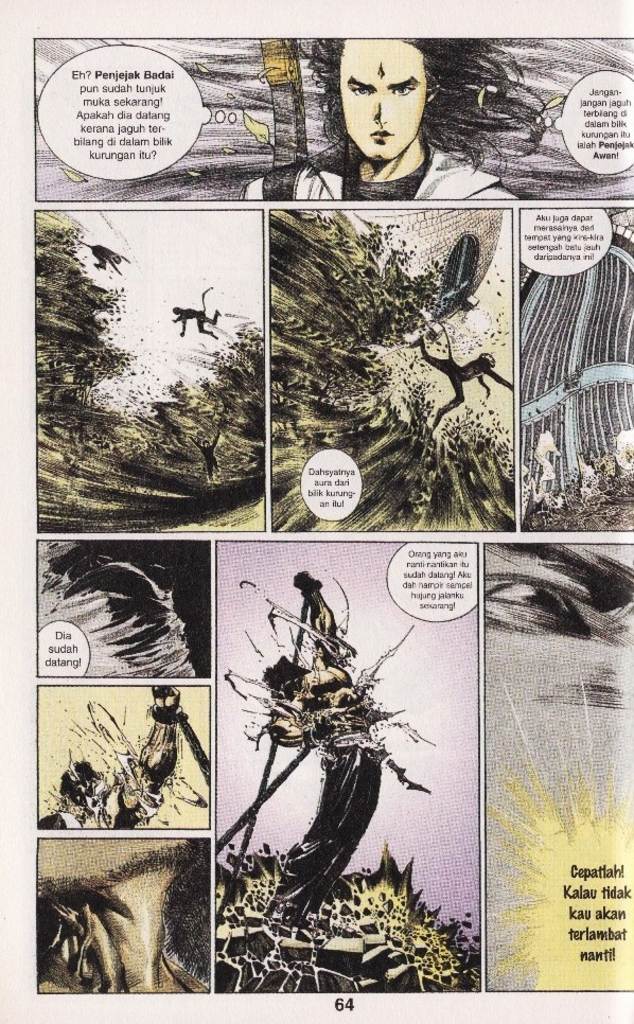 Eh? Penjejak Badai
pun sudah tunjuk
muka sekarang!
Apakah dia datang
kerana jaguh ter-
bilang di dalam bilik
kurungan itu?
Jangan-
jangan jaguh
terbilang di
dalam bilik
kurungan itu
ialah Penjejak
Awan!
Aku juga dapat
merasainya dari
tempat yang kira-kira
setengah batu jauh
daripadanya ini!
Dahsyatnya
aura dari
bilik kurung-
an itu!
Dia
sudah
datang!
Orang yang aku
nanti-nantikan itu
sudah datang! Aku
dah hampir sampai
hujung jalanku
sekarang!
Cepatlah!
Kalau tidak
kau akan
terlambat
nanti!
64